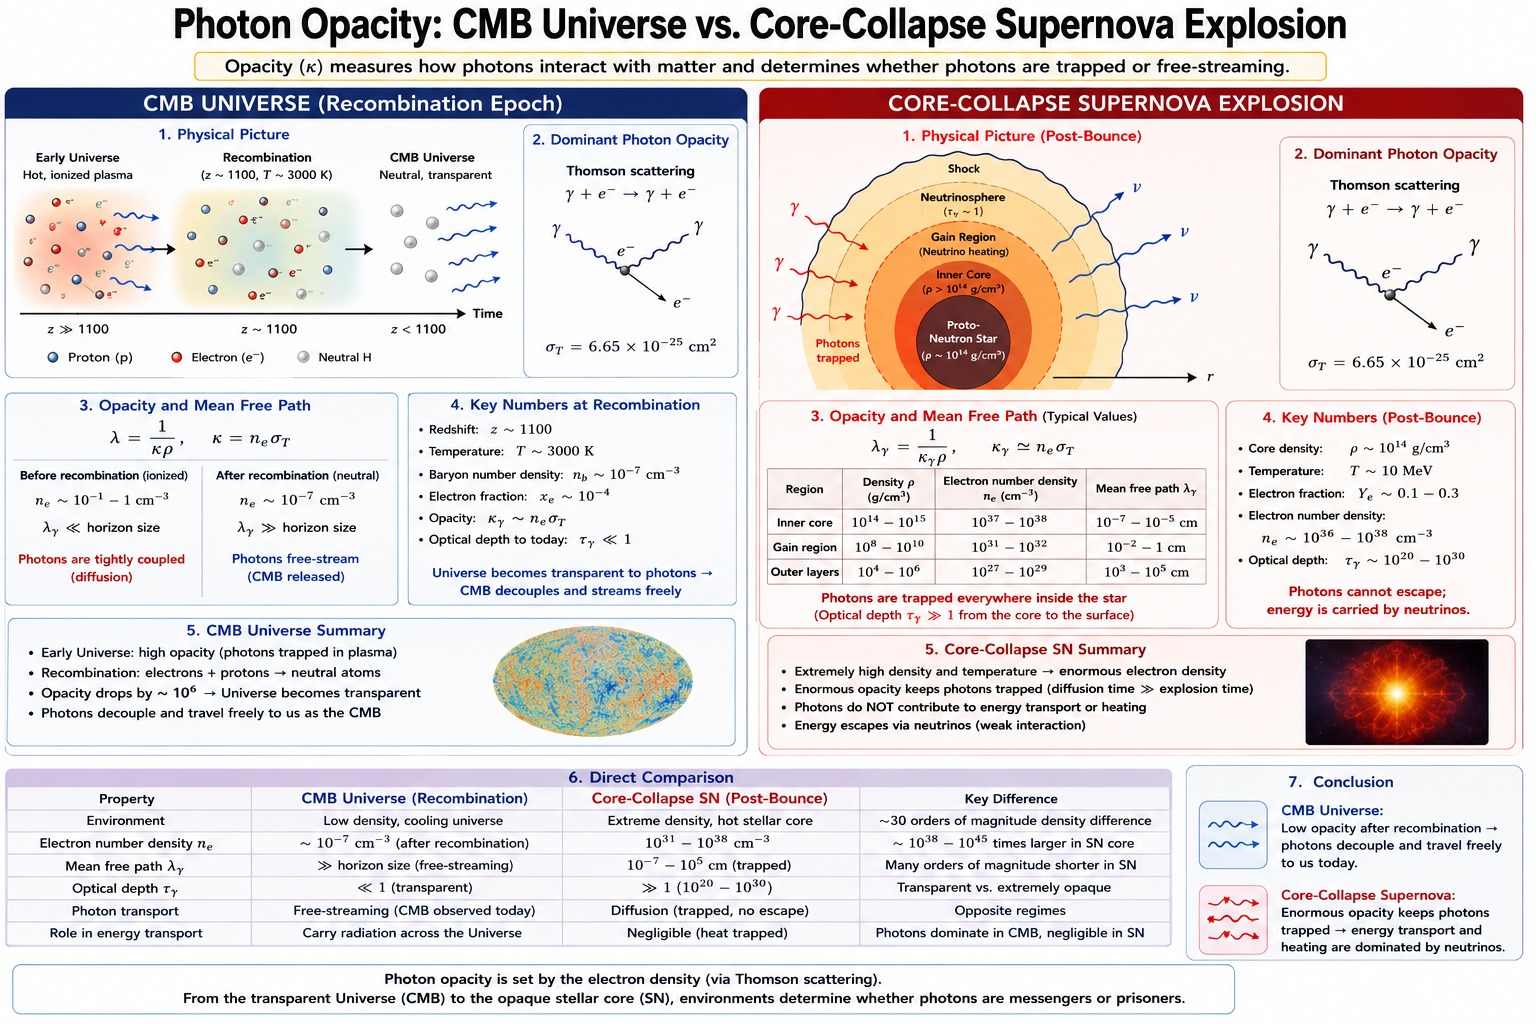 Photon Opacity: CMB Universe vs. Core-Collapse Supernova Explosion
Opacity (κ) measures how photons interact with matter and determines whether photons are trapped or free-streaming.
CMB UNIVERSE (Recombination Epoch)
1. Physical Picture
Early Universe
Hot, ionized plasma
Recombination
(z ~ 1100, T ~ 3000 K)
CMB Universe
Neutral, transparent
Time
z ≫ 1100
z ~ 1100
z < 1100
Proton (p)
Electron (e⁻)
Neutral H
2. Dominant Photon Opacity
Thomson scattering
γ + e⁻ → γ + e⁻
γ
γ
e⁻
e⁻
σ_T = 6.65 × 10⁻²⁵ cm²
3. Opacity and Mean Free Path
λ = 1/κρ, κ = n_e σ_T
Before recombination (ionized)
n_e ~ 10⁻¹ − 1 cm⁻³
λ_γ ≪ horizon size
Photons are tightly coupled
(diffusion)
After recombination (neutral)
n_e ~ 10⁻⁷ cm⁻³
λ_γ ≫ horizon size
Photons free-stream
(CMB released)
4. Key Numbers at Recombination
• Redshift: z ~ 1100
• Temperature: T ~ 3000 K
• Baryon number density: n_b ~ 10⁻⁷ cm⁻³
• Electron fraction: x_e ~ 10⁻⁴
• Opacity: κ_γ ~ n_e σ_T
• Optical depth to today: τ_γ ≪ 1
Universe becomes transparent to photons →
CMB decouples and streams freely
5. CMB Universe Summary
• Early Universe: high opacity (photons trapped in plasma)
• Recombination: electrons + protons → neutral atoms
• Opacity drops by ~ 10⁶ → Universe becomes transparent
• Photons decouple and travel freely to us as the CMB
CORE-COLLAPSE SUPERNOVA EXPLOSION
1. Physical Picture (Post-Bounce)
Shock
Neutrinosphere
Gain Region
(Neutrino heating)
Inner Core
(ρ > 10¹⁴ g/cm³)
Proto-
Neutron Star
(ρ ~ 10¹⁴ g/cm³)
γ
γ
γ
Photons
trapped
ν
ν
ν
r
2. Dominant Photon Opacity
Thomson scattering
γ + e⁻ → γ + e⁻
γ
γ
e⁻
e⁻
σ_T = 6.65 × 10⁻²⁵ cm²
3. Opacity and Mean Free Path (Typical Values)
λ_γ = 1/κ_γρ, κ_γ ≃ n_e σ_T
Region | Density ρ (g/cm³) | Electron number density n_e (cm⁻³) | Mean free path λ_γ
Inner core | 10¹⁴ − 10¹⁵ | 10³⁷ − 10³⁸ | 10⁻⁷ − 10⁻⁵ cm
Gain region | 10⁸ − 10¹⁰ | 10³¹ − 10³² | 10⁻² − 1 cm
Outer layers | 10⁴ − 10⁶ | 10²⁷ − 10²⁹ | 10³ − 10⁵ cm
Photons are trapped everywhere inside the star
(Optical depth τ_γ ≫ 1 from the core to the surface)
4. Key Numbers (Post-Bounce)
• Core density: ρ ~ 10¹⁴ g/cm³
• Temperature: T ~ 10 MeV
• Electron fraction: Y_e ~ 0.1 − 0.3
• Electron number density:
n_e ~ 10³⁶ − 10³⁸ cm⁻³
• Optical depth: τ_γ ~ 10²⁰ − 10³⁰
Photons cannot escape;
energy is carried by neutrinos.
5. Core-Collapse SN Summary
• Extremely high density and temperature → enormous electron density
• Enormous opacity keeps photons trapped (diffusion time ≫ explosion time)
• Photons do NOT contribute to energy transport or heating
• Energy escapes via neutrinos (weak interaction)
6. Direct Comparison
Property | CMB Universe (Recombination) | Core-Collapse SN (Post-Bounce) | Key Difference
Environment | Low density, cooling universe | Extreme density, hot stellar core | ~30 orders of magnitude density difference
Electron number density n_e | ~ 10⁻⁷ cm⁻³ (after recombination) | 10³¹ − 10³⁸ cm⁻³ | ~ 10³⁸ − 10⁴⁵ times larger in SN core
Mean free path λ_γ | ≫ horizon size (free-streaming) | 10⁻⁷ − 10⁵ cm (trapped) | Many orders of magnitude shorter in SN
Optical depth τ_γ | ≪ 1 (transparent) | ≫ 1 (10²⁰ − 10³⁰) | Transparent vs. extremely opaque
Photon transport | Free-streaming (CMB observed today) | Diffusion (trapped, no escape) | Opposite regimes
Role in energy transport | Carry radiation across the Universe | Negligible (heat trapped) | Photons dominate in CMB, negligible in SN
7. Conclusion
CMB Universe:
Low opacity after recombination →
photons decouple and travel freely
to us today.
Core-Collapse Supernova:
Enormous opacity keeps photons
trapped → energy transport and
heating are dominated by neutrinos.
Photon opacity is set by the electron density (via Thomson scattering).
From the transparent Universe (CMB) to the opaque stellar core (SN), environments determine whether photons are messengers or prisoners.